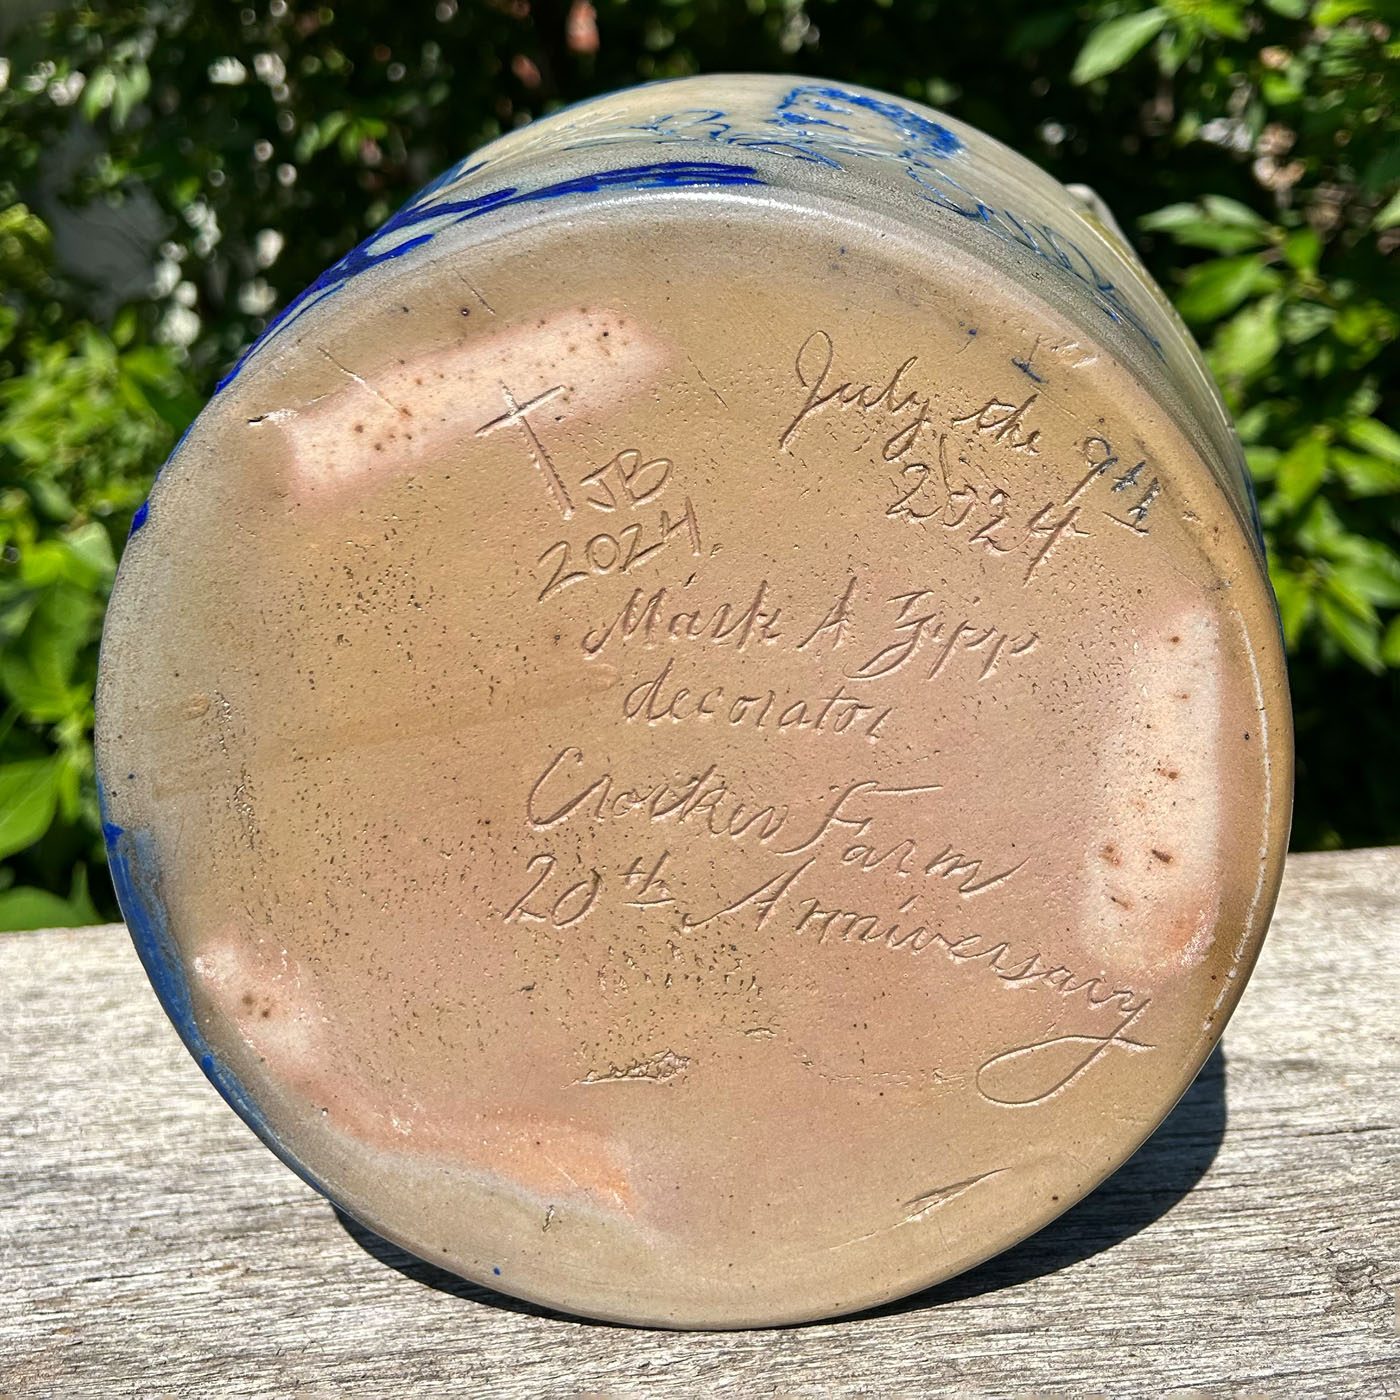 July the 9th
2024
JB
2024
Mark A Zipp
decorator
Crocker Farm
20th Anniversary